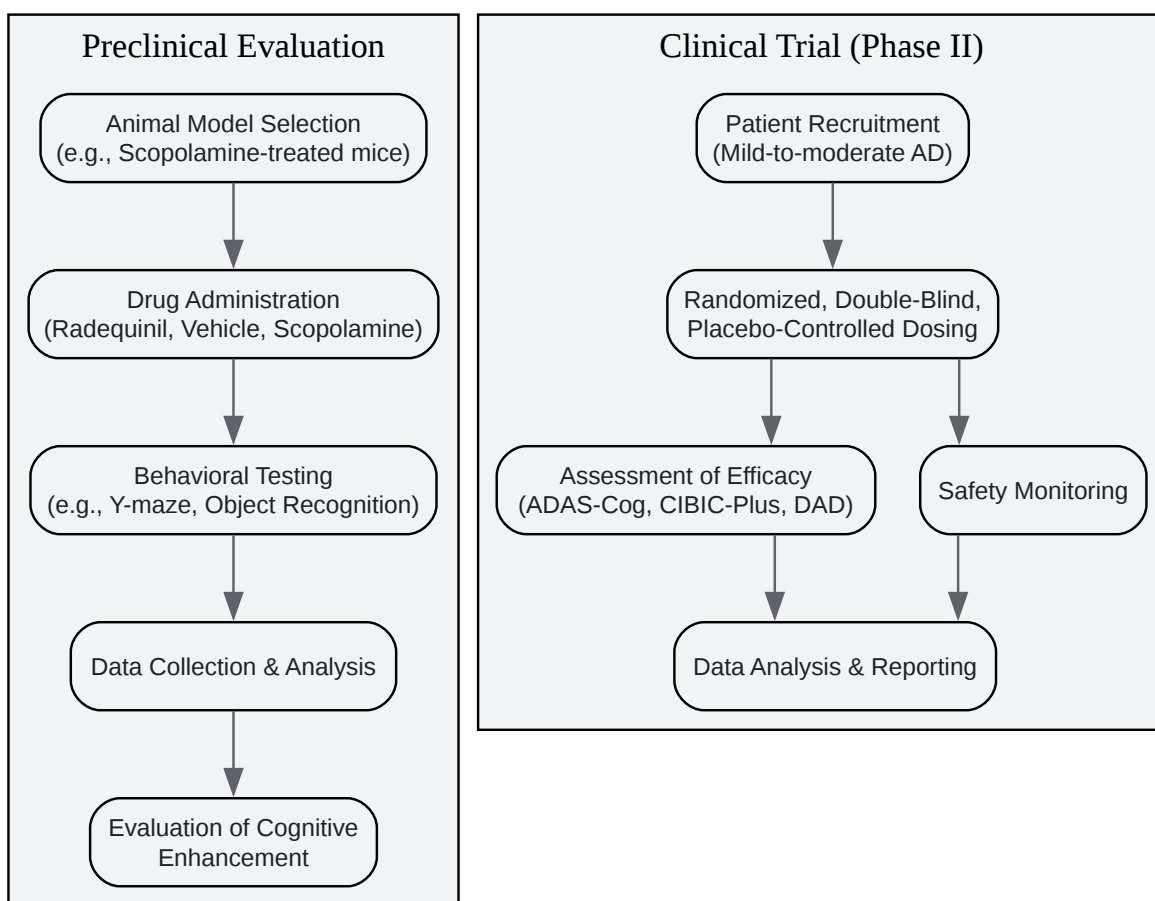 Preclinical Evaluation
Animal Model Selection
(e.g., Scopolamine-treated mice)
Drug Administration
(Radequinil, Vehicle, Scopolamine)
Behavioral Testing
(e.g., Y-maze, Object Recognition)
Data Collection & Analysis
Evaluation of Cognitive
Enhancement
Clinical Trial (Phase II)
Patient Recruitment
(Mild-to-moderate AD)
Randomized, Double-Blind,
Placebo-Controlled Dosing
Assessment of Efficacy
(ADAS-Cog, CIBIC-Plus, DAD)
Safety Monitoring
Data Analysis & Reporting